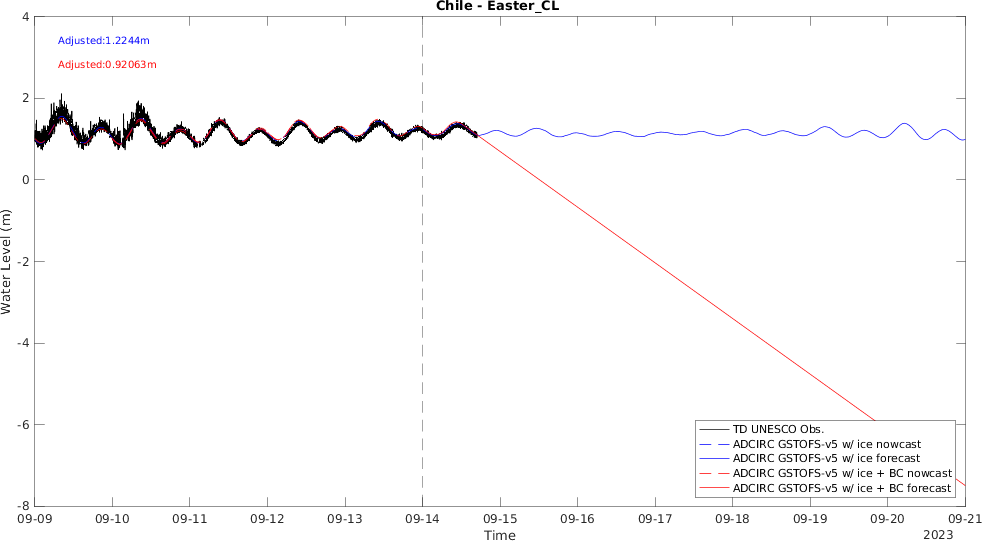 Chile - Easter_CL
4
Adjusted:1.2244m
Adjusted:0.92063m
2
0
-2
-4
-6
-8
Water Level (m)
TD UNESCO Obs.
ADCIRC GSTOFS-v5 w/ ice nowcast
ADCIRC GSTOFS-v5 w/ ice forecast
ADCIRC GSTOFS-v5 w/ ice + BC nowcast
ADCIRC GSTOFS-v5 w/ ice + BC forecast
09-09 09-10 09-11 09-12 09-13 09-14 09-15 09-16 09-17 09-18 09-19 09-20 09-21
Time
2023